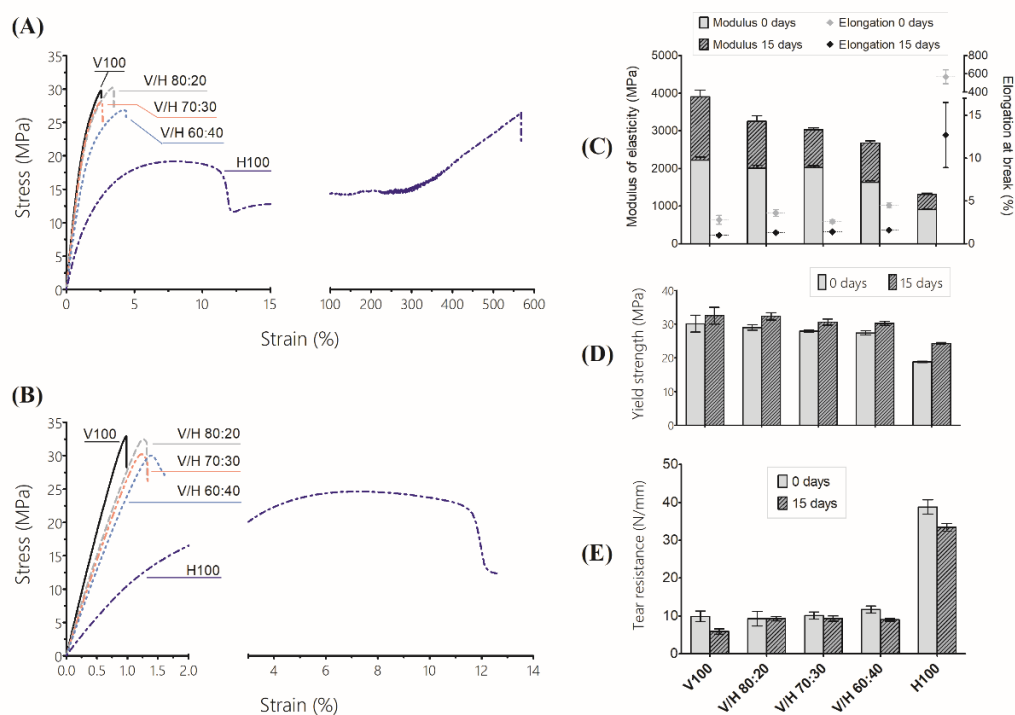 (A)
35
30
25
20
15
10
5
0
Stress (MPa)
V100
V/H 80:20
V/H 70:30
V/H 60:40
H100
0 5 10 15
100 200 300 400 500 600
Strain (%)
(B)
35
30
25
20
15
10
5
0
Stress (MPa)
V100
V/H 80:20
V/H 70:30
V/H 60:40
H100
0.0 0.5 1.0 1.5 2.0
4 6 8 10 12 14
Strain (%)
Modulus 0 days Elongation 0 days
Modulus 15 days Elongation 15 days
(C)
5000
4000
3000
2000
1000
0
Modulus of elasticity (MPa)
800
600
400
15
10
5
0
Elongation at break (%)
(D)
0 days 15 days
40
30
20
10
0
Yield strength (MPa)
(E)
0 days
15 days
50
40
30
20
10
0
Tear resistance (N/mm)
V100
V/H 80:20
V/H 70:30
V/H 60:40
H100